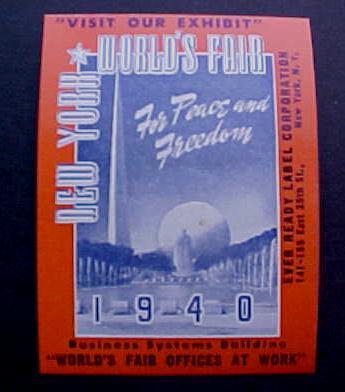 "VISIT OUR EXHIBIT"
NEW YORK
WORLD'S FAIR
For Peace and
Freedom
EVER READY LABEL CORPORATION
141-155 East 25th St.,
New York, N. Y.
1940
Business Systems Building
"WORLD'S FAIR OFFICES AT WORK"